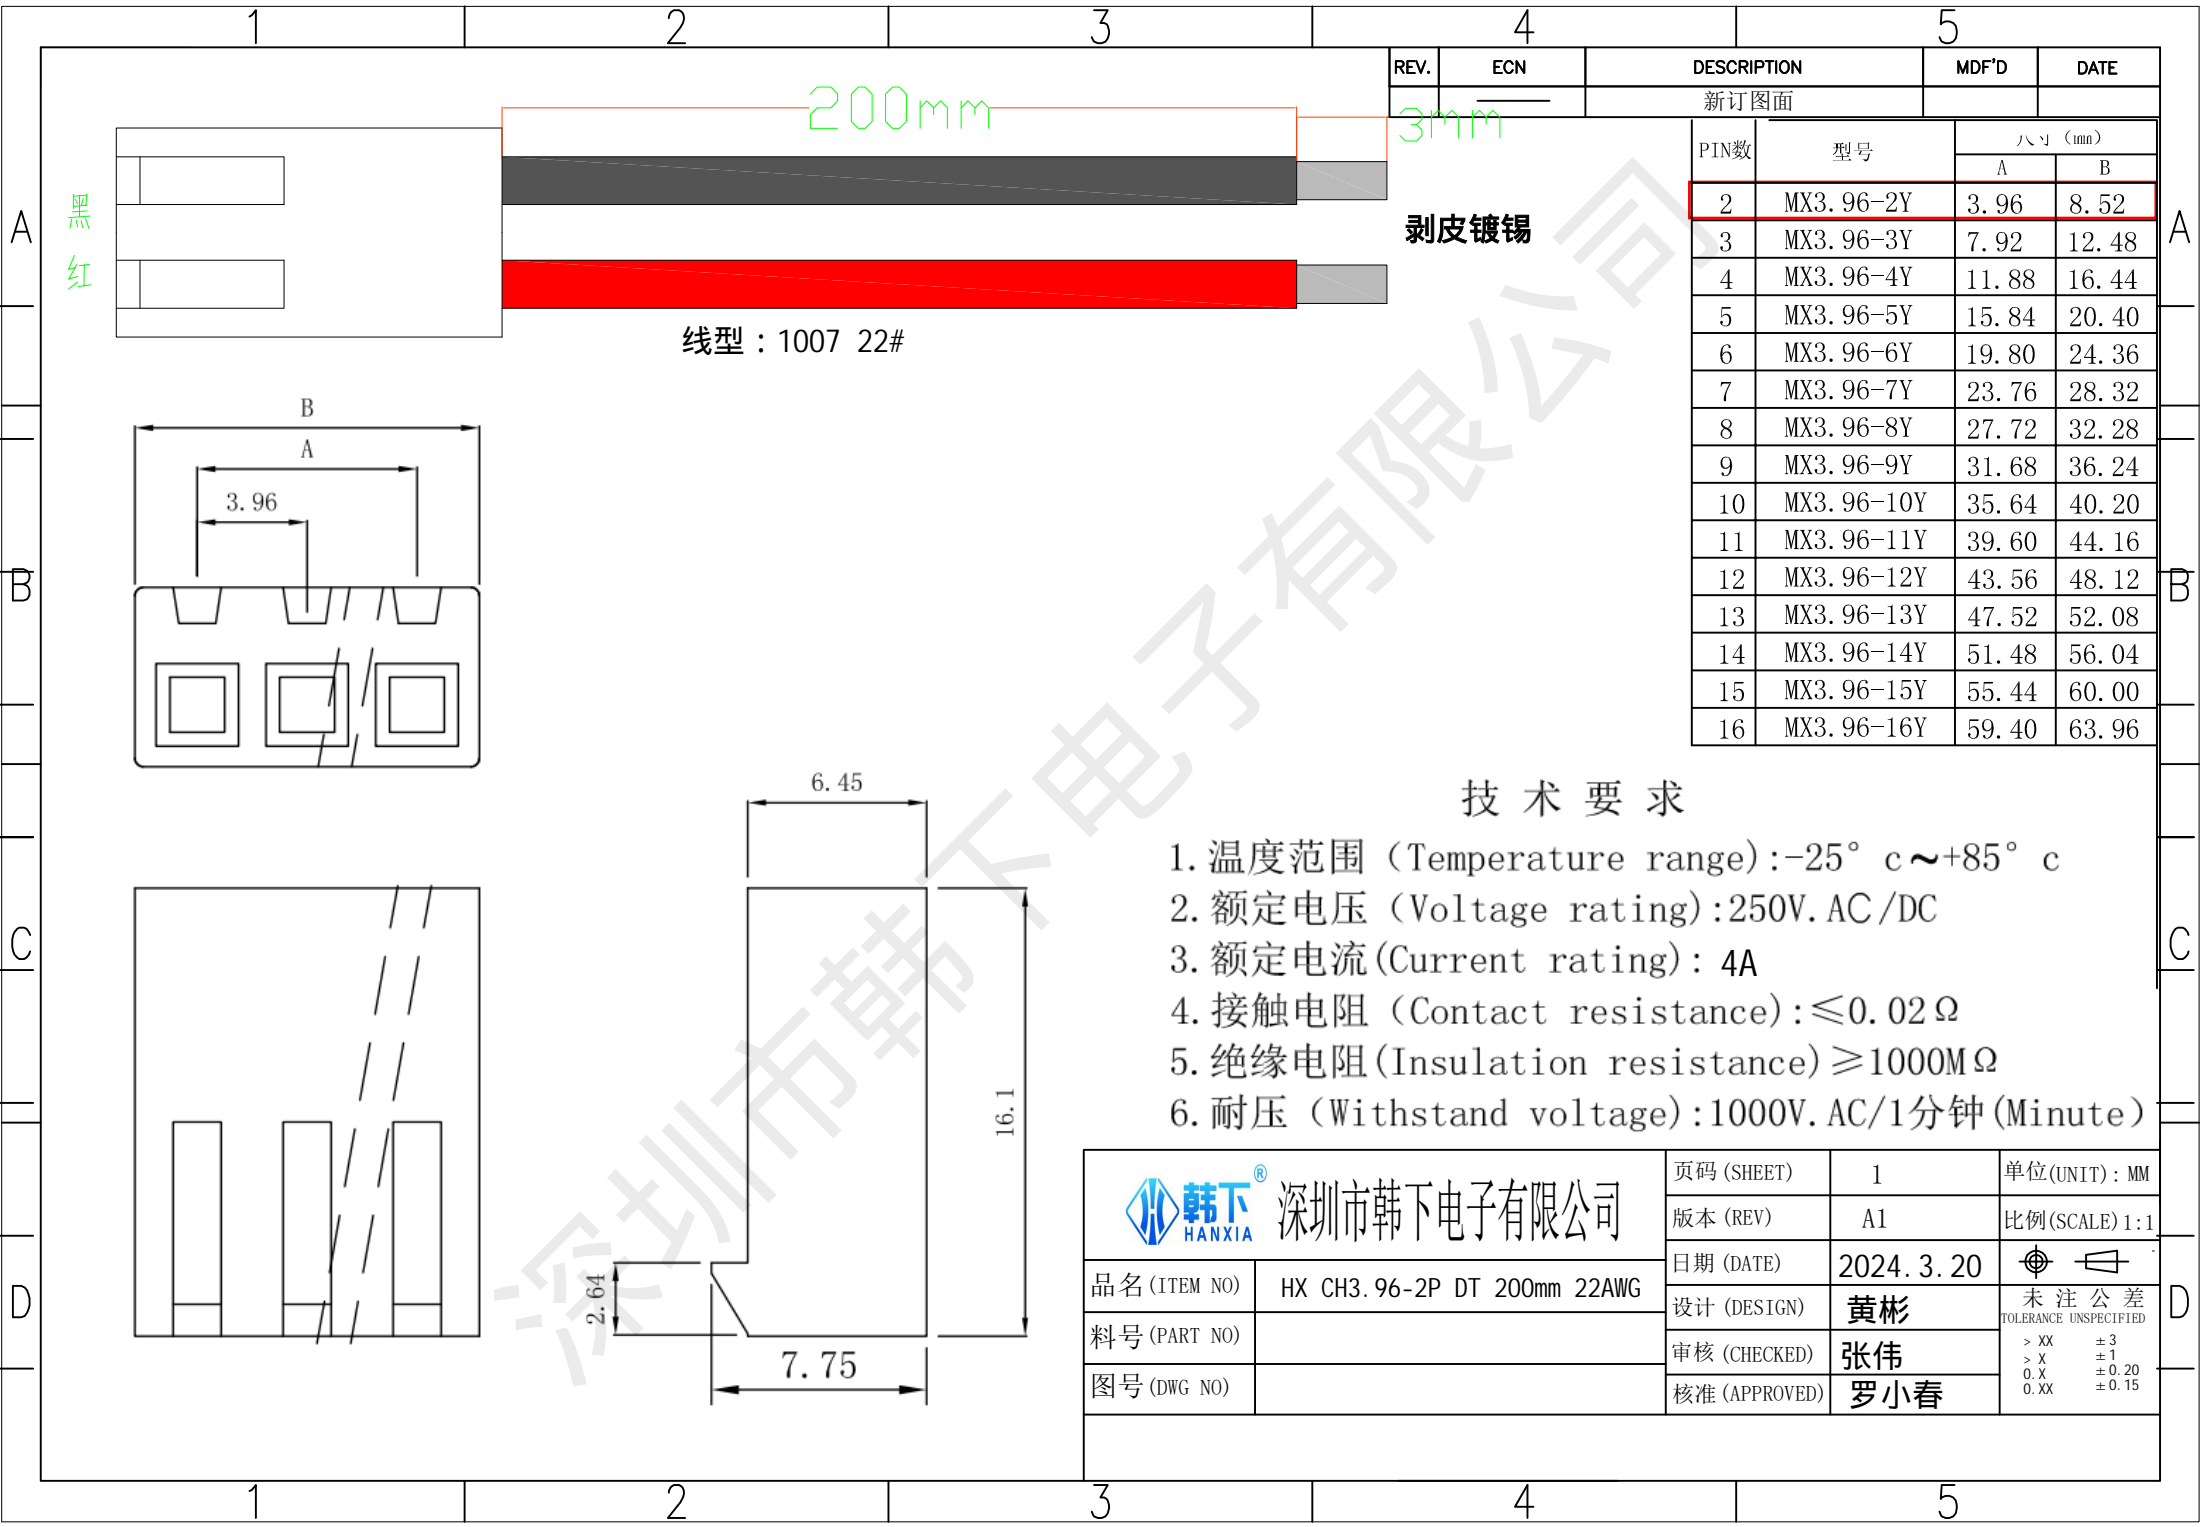 1 2 3 4 5
REV. ECN DESCRIPTION MDF'D DATE
新订图面
200mm
3mm
黑
红
剥皮镀锡
线型：1007 22#
A A
PIN数 型号 尺寸（mm）
A B
2 MX3.96-2Y 3.96 8.52
3 MX3.96-3Y 7.92 12.48
4 MX3.96-4Y 11.88 16.44
5 MX3.96-5Y 15.84 20.40
6 MX3.96-6Y 19.80 24.36
7 MX3.96-7Y 23.76 28.32
8 MX3.96-8Y 27.72 32.28
9 MX3.96-9Y 31.68 36.24
10 MX3.96-10Y 35.64 40.20
11 MX3.96-11Y 39.60 44.16
12 MX3.96-12Y 43.56 48.12
13 MX3.96-13Y 47.52 52.08
14 MX3.96-14Y 51.48 56.04
15 MX3.96-15Y 55.44 60.00
16 MX3.96-16Y 59.40 63.96
B
A
3.96
B B
6.45
16.1
2.64
7.75
C C
技术要求
1.温度范围（Temperature range):-25°c～+85°c
2.额定电压（Voltage rating):250V.AC/DC
3.额定电流(Current rating): 4A
4.接触电阻（Contact resistance):≤0.02Ω
5.绝缘电阻(Insulation resistance)≥1000MΩ
6.耐压（Withstand voltage):1000V.AC/1分钟(Minute）
深圳市韩下电子有限公司
韩下® 深圳市韩下电子有限公司
HANXIA
品名(ITEM NO) HX CH3.96-2P DT 200mm 22AWG
料号(PART NO)
图号(DWG NO)
页码(SHEET) 1 单位(UNIT): MM
版本(REV) A1 比例(SCALE)1:1
日期(DATE) 2024.3.20
设计(DESIGN) 黄彬
审核(CHECKED) 张伟
核准(APPROVED) 罗小春
未注公差
TOLERANCE UNSPECIFIED
> XX ±3
> X ±1
0.X ±0.20
0.XX ±0.15
D D
1 2 3 4 5